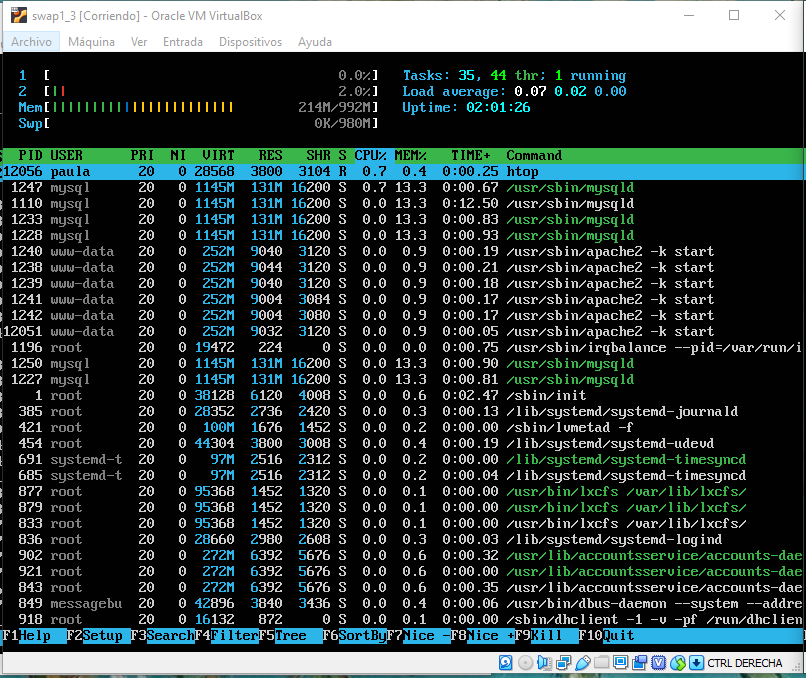 swap1_3 [Corriendo] - Oracle VM VirtualBox
Archivo Máquina Ver Entrada Dispositivos Ayuda
1 [ 0.0%] Tasks: 35, 44 thr; 1 running
2 [|| 2.0%] Load average: 0.07 0.02 0.00
Mem[||||||||||||||||||||||| 214M/992M] Uptime: 02:01:26
Swp[ 0K/980M]
PID USER PRI NI VIRT RES SHR S CPU% MEM% TIME+ Command
12056 paula 20 0 28568 3800 3104 R 0.7 0.4 0:00.25 htop
1247 mysql 20 0 1145M 131M 16200 S 0.7 13.3 0:00.67 /usr/sbin/mysqld
1110 mysql 20 0 1145M 131M 16200 S 0.0 13.3 0:12.50 /usr/sbin/mysqld
1233 mysql 20 0 1145M 131M 16200 S 0.0 13.3 0:00.83 /usr/sbin/mysqld
1228 mysql 20 0 1145M 131M 16200 S 0.0 13.3 0:00.93 /usr/sbin/mysqld
1240 www-data 20 0 252M 9040 3120 S 0.0 0.9 0:00.19 /usr/sbin/apache2 -k start
1238 www-data 20 0 252M 9044 3120 S 0.0 0.9 0:00.21 /usr/sbin/apache2 -k start
1239 www-data 20 0 252M 9040 3120 S 0.0 0.9 0:00.18 /usr/sbin/apache2 -k start
1241 www-data 20 0 252M 9004 3084 S 0.0 0.9 0:00.17 /usr/sbin/apache2 -k start
1242 www-data 20 0 252M 9004 3080 S 0.0 0.9 0:00.17 /usr/sbin/apache2 -k start
12051 www-data 20 0 252M 9032 3120 S 0.0 0.9 0:00.05 /usr/sbin/apache2 -k start
1196 root 20 0 19472 224 0 S 0.0 0.0 0:00.75 /usr/sbin/irqbalance --pid=/var/run/i
1250 mysql 20 0 1145M 131M 16200 S 0.0 13.3 0:00.90 /usr/sbin/mysqld
1227 mysql 20 0 1145M 131M 16200 S 0.0 13.3 0:00.81 /usr/sbin/mysqld
1 root 20 0 38128 6120 4008 S 0.0 0.6 0:02.47 /sbin/init
385 root 20 0 28352 2736 2420 S 0.0 0.3 0:00.13 /lib/systemd/systemd-journald
421 root 20 0 100M 1676 1452 S 0.0 0.2 0:00.00 /sbin/lvmetad -f
454 root 20 0 44304 3800 3008 S 0.0 0.4 0:00.19 /lib/systemd/systemd-udevd
691 systemd-t 20 0 97M 2516 2312 S 0.0 0.2 0:00.00 /lib/systemd/systemd-timesyncd
685 systemd-t 20 0 97M 2516 2312 S 0.0 0.2 0:00.04 /lib/systemd/systemd-timesyncd
877 root 20 0 95368 1452 1320 S 0.0 0.1 0:00.00 /usr/bin/lxcfs /var/lib/lxcfs/
879 root 20 0 95368 1452 1320 S 0.0 0.1 0:00.00 /usr/bin/lxcfs /var/lib/lxcfs/
833 root 20 0 95368 1452 1320 S 0.0 0.1 0:00.00 /usr/bin/lxcfs /var/lib/lxcfs/
836 root 20 0 28660 2980 2608 S 0.0 0.3 0:00.03 /lib/systemd/systemd-logind
902 root 20 0 272M 6392 5676 S 0.0 0.6 0:00.32 /usr/lib/accountsservice/accounts-dae
921 root 20 0 272M 6392 5676 S 0.0 0.6 0:00.00 /usr/lib/accountsservice/accounts-dae
843 root 20 0 272M 6392 5676 S 0.0 0.6 0:00.35 /usr/lib/accountsservice/accounts-dae
849 messagebu 20 0 42896 3840 3436 S 0.0 0.4 0:00.06 /usr/bin/dbus-daemon --system --addre
918 root 20 0 16132 872 0 S 0.0 0.1 0:00.00 /sbin/dhclient -1 -v -pf /run/dhclien
F1Help F2Setup F3SearchF4FilterF5Tree F6SortByF7Nice -F8Nice +F9Kill F10Quit
CTRL DERECHA